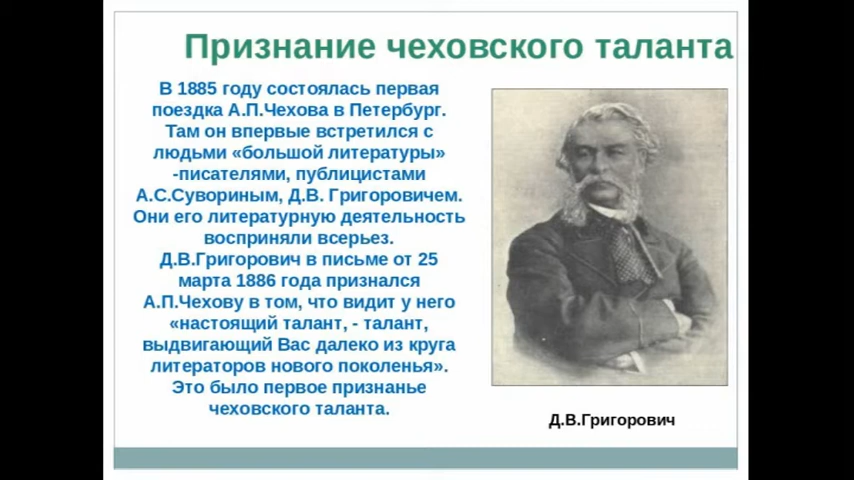 Признание чеховского таланта
В 1885 году состоялась первая
поездка А.П.Чехова в Петербург.
Там он впервые встретился с
людьми «большой литературы»
-писателями, публицистами
А.С.Сувориным, Д.В. Григоровичем.
Они его литературную деятельность
восприняли всерьез.
Д.В.Григорович в письме от 25
марта 1886 года признался
А.П.Чехову в том, что видит у него
«настоящий талант, - талант,
выдвигающий Вас далеко из круга
литераторов нового поколенья».
Это было первое признанье
чеховского таланта.
Д.В.Григорович